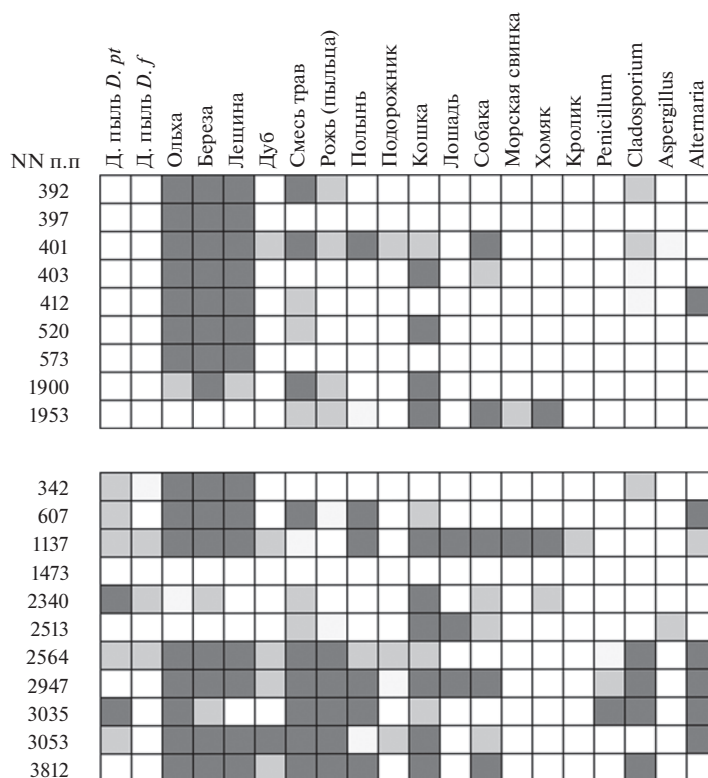 NN п.п
Д. пыль D. pt
Д. пыль D. f
Ольха
Береза
Лещина
Дуб
Смесь трав
Рожь (пыльца)
Полынь
Подорожник
Кошка
Лошадь
Собака
Морская свинка
Хомяк
Кролик
Penicillum
Cladosporium
Aspergillus
Alternaria
392
397
401
403
412
520
573
1900
1953
342
607
1137
1473
2340
2513
2564
2947
3035
3053
3812